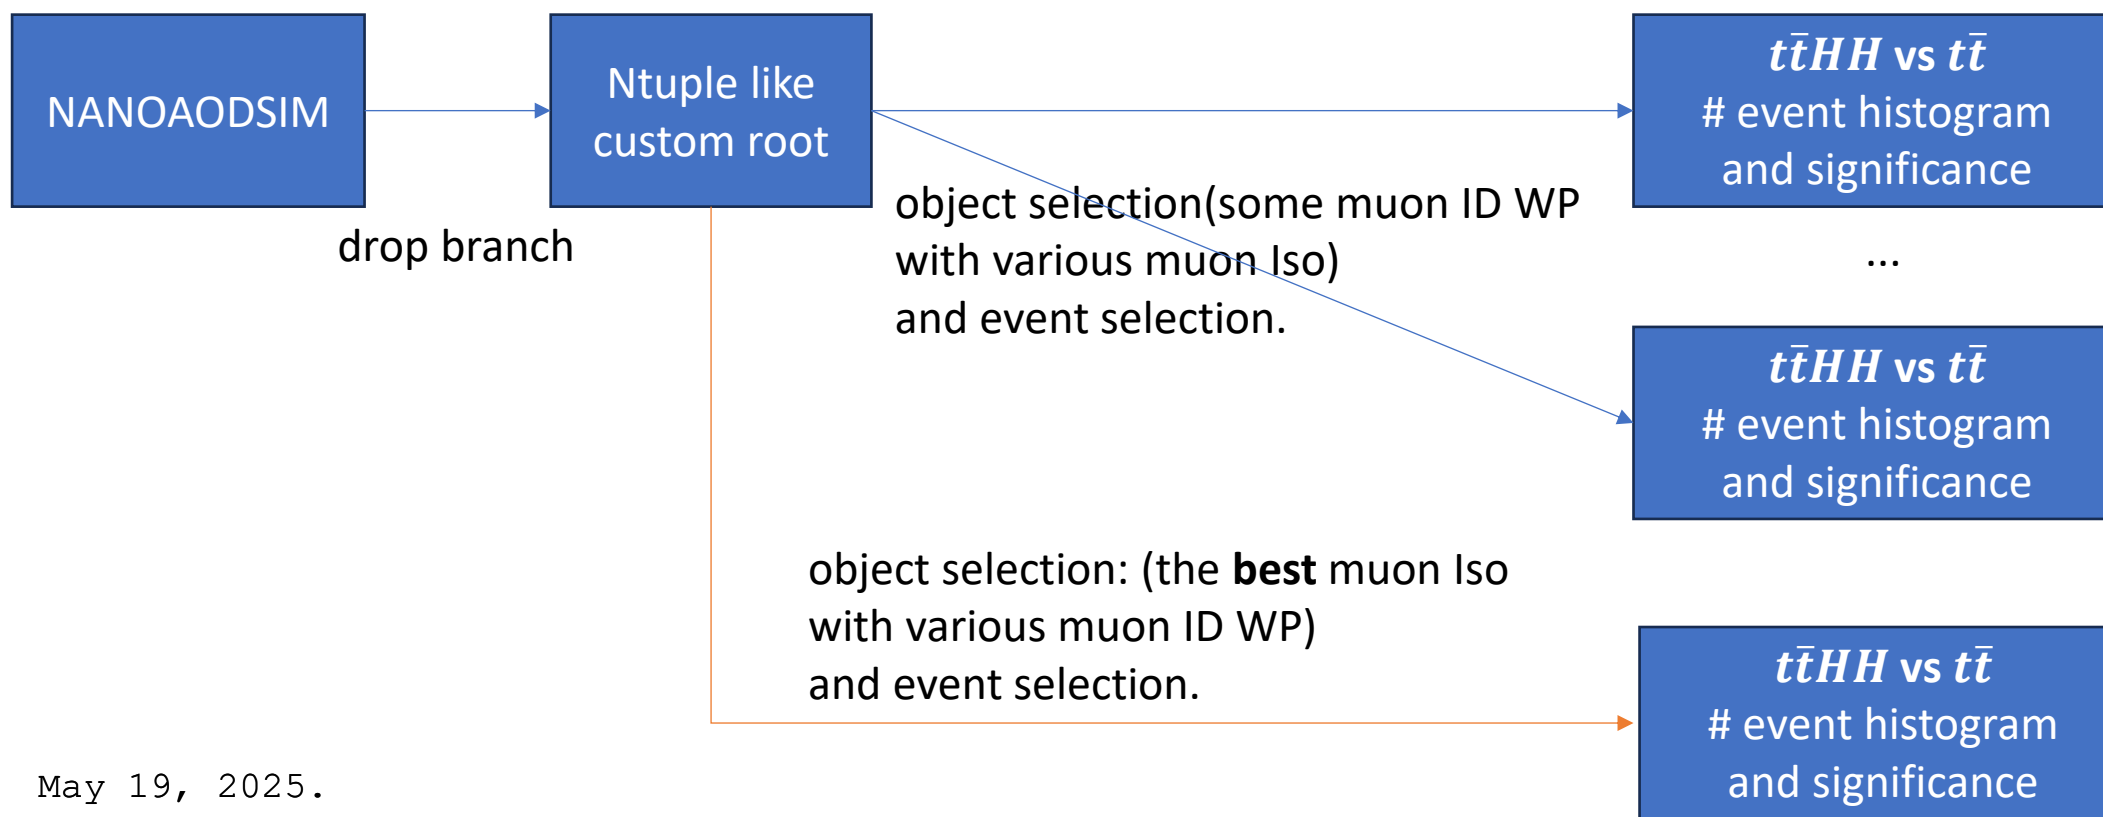 NANOAODSIM
drop branch
Ntuple like
custom root
object selection(some muon ID WP
with various muon Iso)
and event selection.
tt̄HH vs tt̄
# event histogram
and significance
...
tt̄HH vs tt̄
# event histogram
and significance
object selection: (the best muon Iso
with various muon ID WP)
and event selection.
tt̄HH vs tt̄
# event histogram
and significance
May 19, 2025.